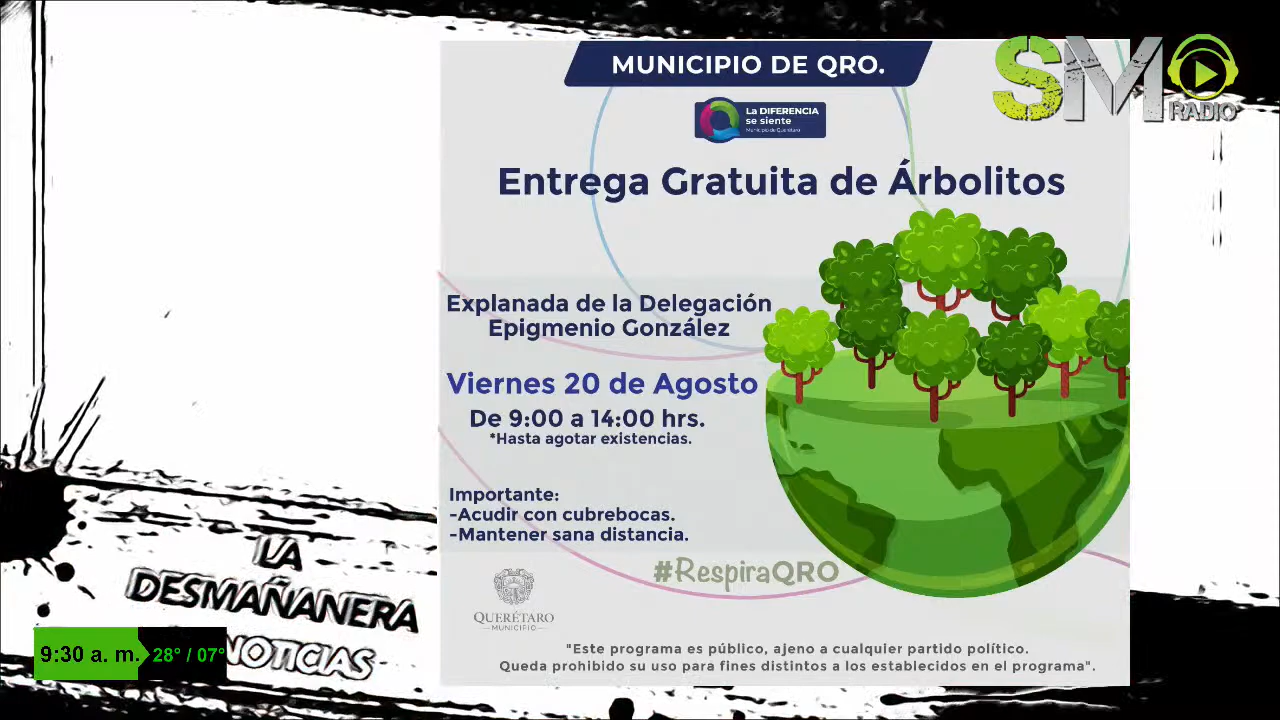 MUNICIPIO DE QRO.
SM
RADIO
La DIFERENCIA
se siente
Municipio de Querétaro
Entrega Gratuita de Árbolitos
Explanada de la Delegación
Epigmenio González
Viernes 20 de Agosto
De 9:00 a 14:00 hrs.
*Hasta agotar existencias.
Importante:
-Acudir con cubrebocas.
-Mantener sana distancia.
#RespiraQRO
QUERÉTARO
MUNICIPIO
"Este programa es público, ajeno a cualquier partido político.
Queda prohibido su uso para fines distintos a los establecidos en el programa".
LA
DESMAÑANERA
NOTICIAS
9:30 a. m.
28° / 07°